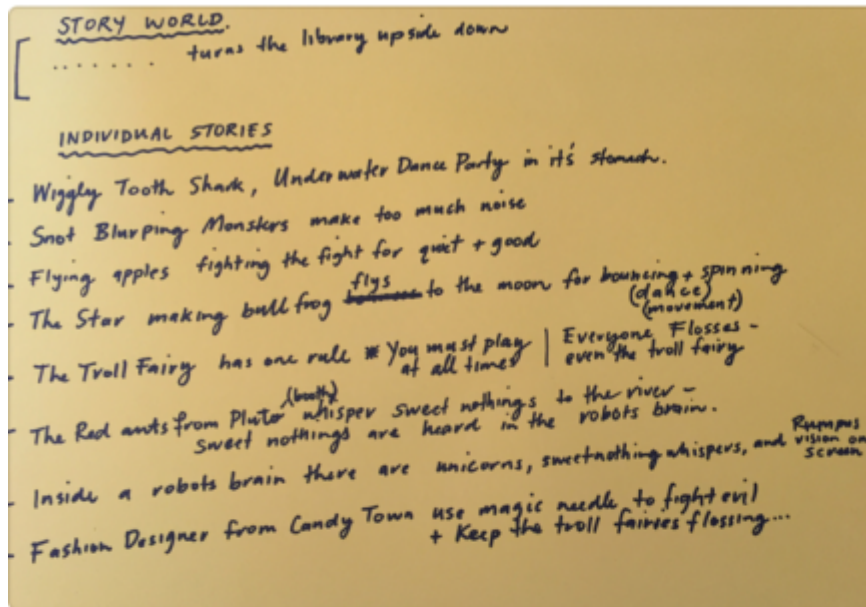 STORY WORLD.
....... turns the library upside down
INDIVIDUAL STORIES
- Wiggly Tooth Shark, Underwater Dance Party in it's stomach.
- Snot Blurping Monsters make too much noise
- Flying apples fighting the fight for quiet + good
- The Star making bullfrog flys to the moon for bouncing + spinning
(dance)
(movement)
- The Troll Fairy has one rule * You must play | Everyone Flosses -
at all times even the troll fairy
- The Red ants from Pluto whisper sweet nothings to the river -
sweet nothings are heard in the robots brain.
- Inside a robots brain there are unicorns, sweetnothing whispers, and Rumpus
vision on
screen
- Fashion Designer from Candy Town use magic needle to fight evil
+ Keep the troll fairies flossing...